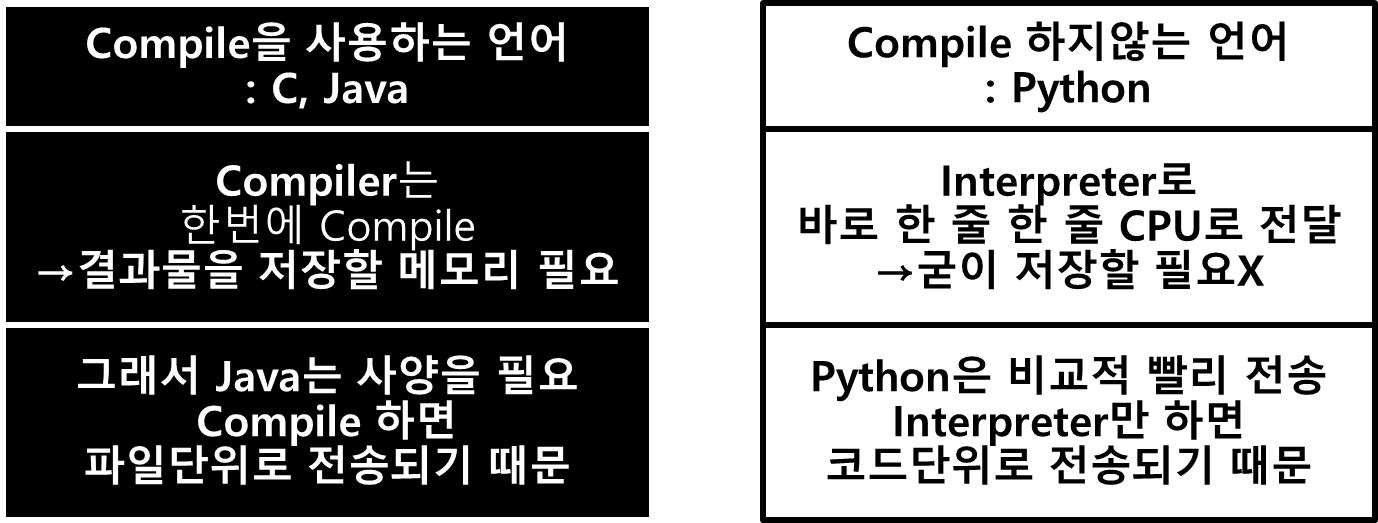 Compile을 사용하는 언어
: C, Java
Compiler는
한번에 Compile
→결과물을 저장할 메모리 필요
그래서 Java는 사양을 필요
Compile 하면
파일단위로 전송되기 때문
Compile 하지않는 언어
: Python
Interpreter로
바로 한 줄 한 줄 CPU로 전달
→굳이 저장할 필요X
Python은 비교적 빨리 전송
Interpreter만 하면
코드단위로 전송되기 때문